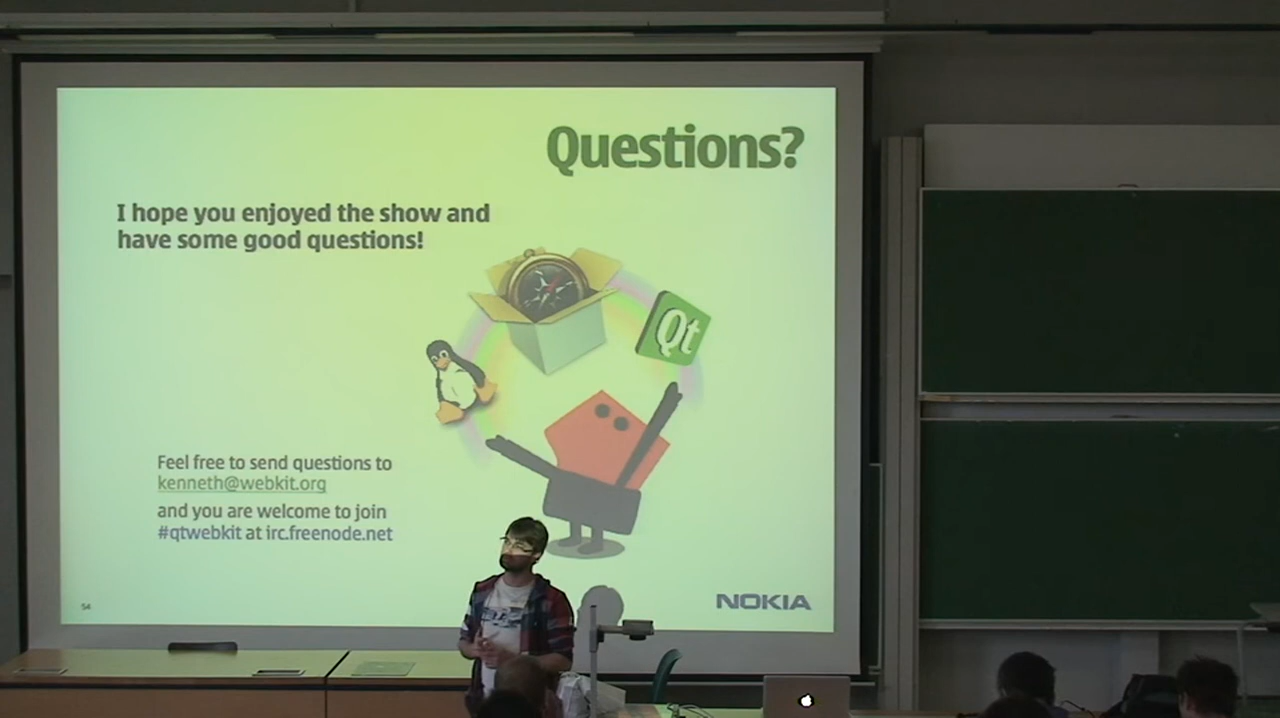 Questions?
I hope you enjoyed the show and
have some good questions!
Qt
Feel free to send questions to
kenneth@webkit.org
and you are welcome to join
#qtwebkit at irc.freenode.net
54
NOKIA